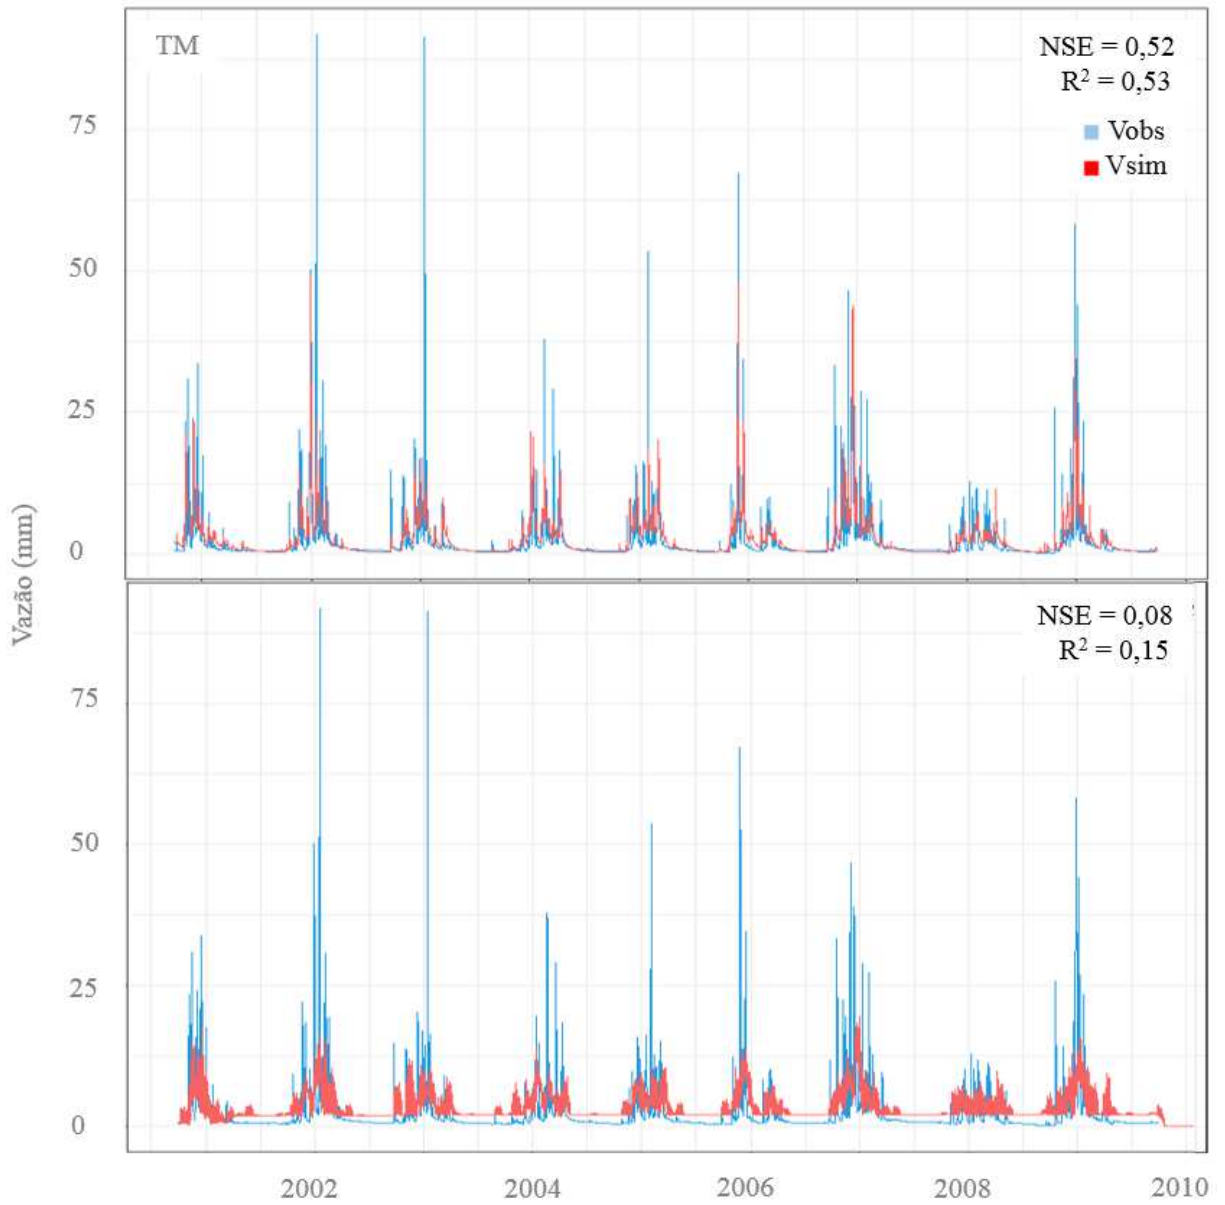 TM
NSE = 0,52
R² = 0,53
Vobs
Vsim
75
50
25
0
Vazão (mm)
NSE = 0,08
R² = 0,15
75
50
25
0
2002 2004 2006 2008 2010